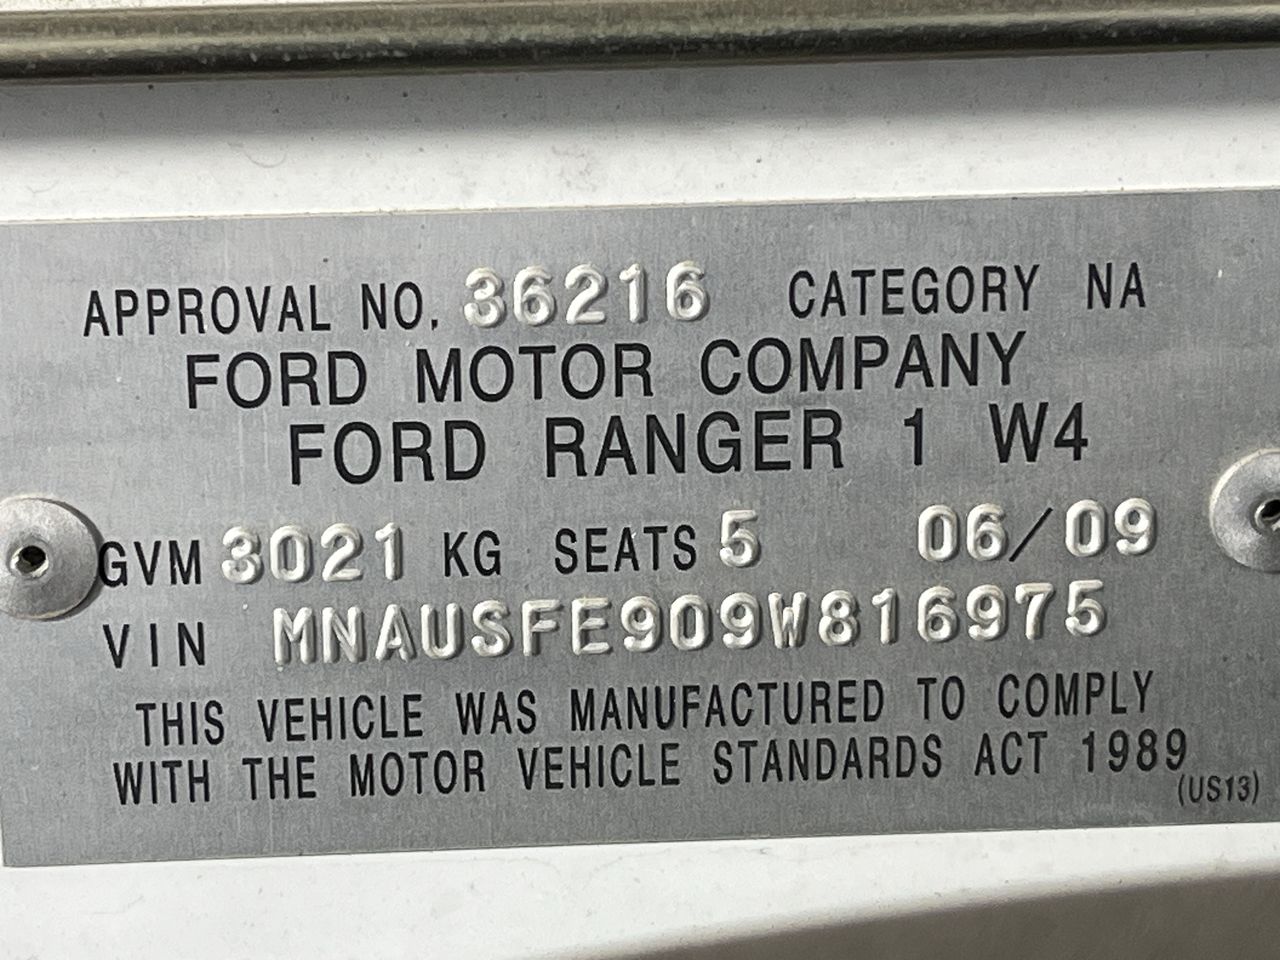 APPROVAL NO. 36216 CATEGORY NA
FORD MOTOR COMPANY
FORD RANGER 1 W4
GVM 3021 KG SEATS 5 06/09
VIN MNAUSFE909W816975
THIS VEHICLE WAS MANUFACTURED TO COMPLY
WITH THE MOTOR VEHICLE STANDARDS ACT 1989
(US13)